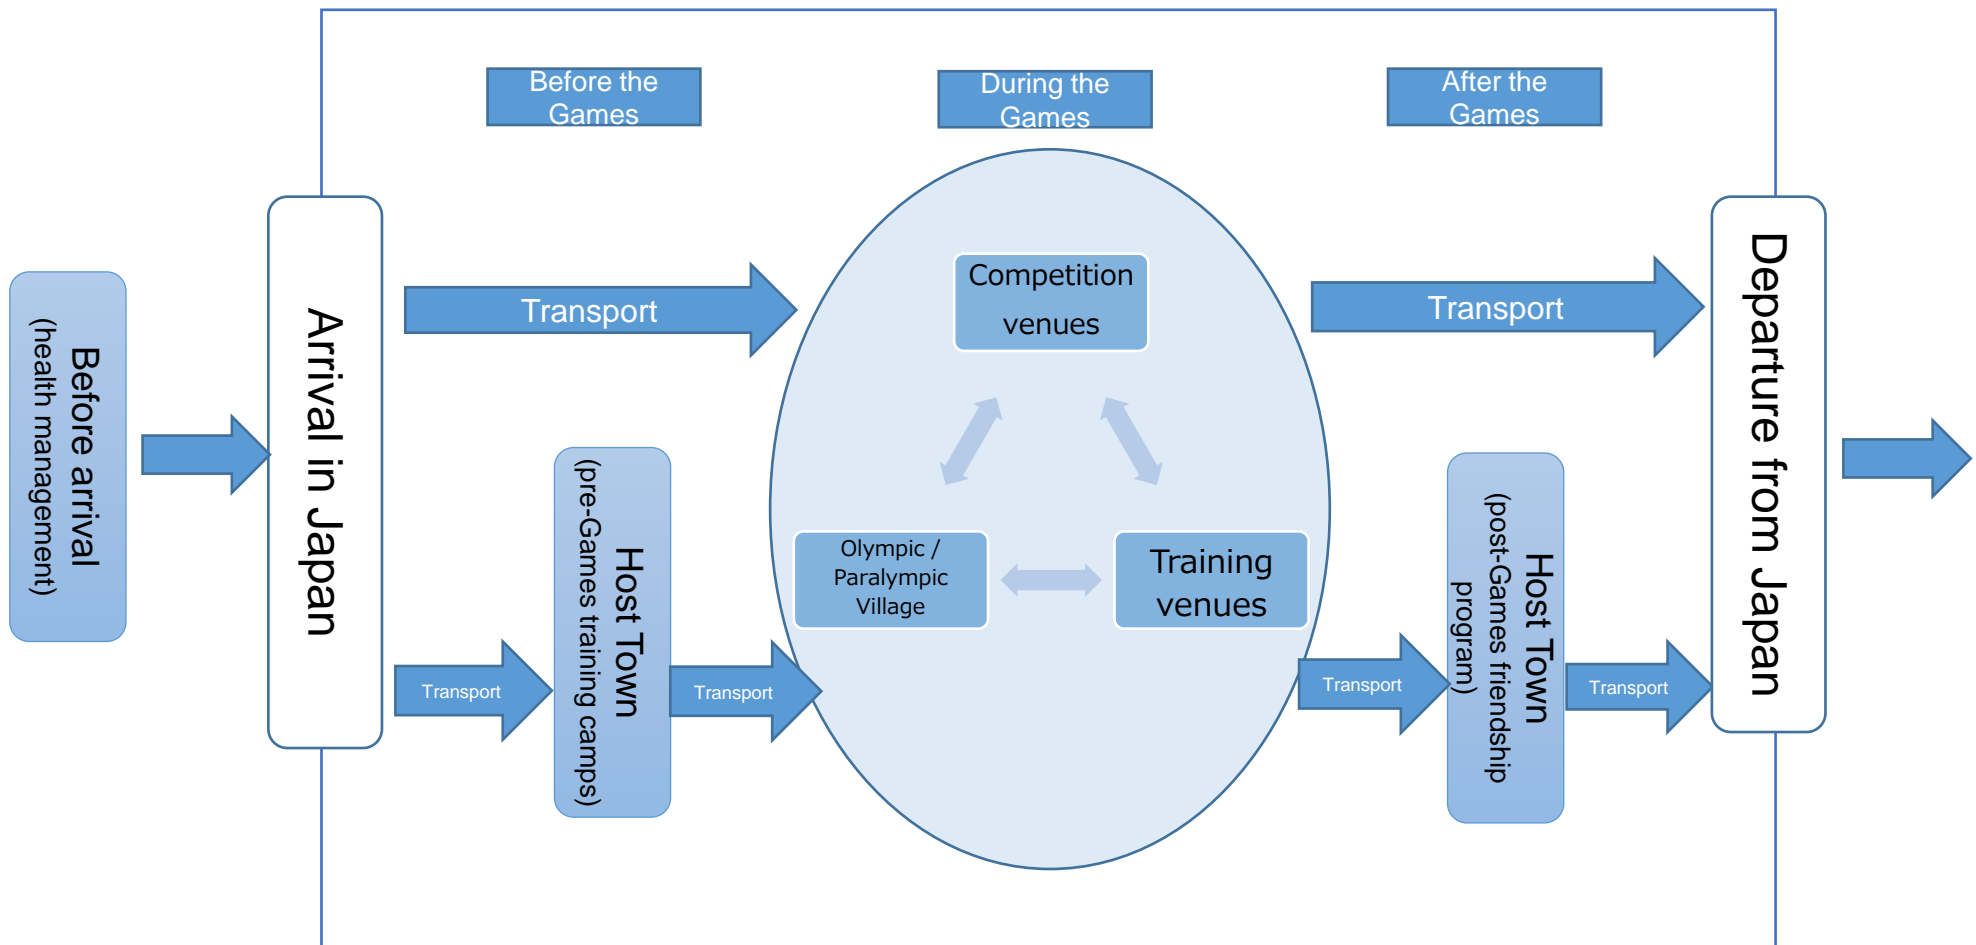 Before the
Games
During the
Games
After the
Games
Before arrival
(health management)
Arrival in Japan
Transport
Transport
Host Town
(pre-Games training camps)
Transport
Competition
venues
Olympic /
Paralympic
Village
Training
venues
Transport
Transport
Host Town
(post-Games friendship
program)
Transport
Departure from Japan